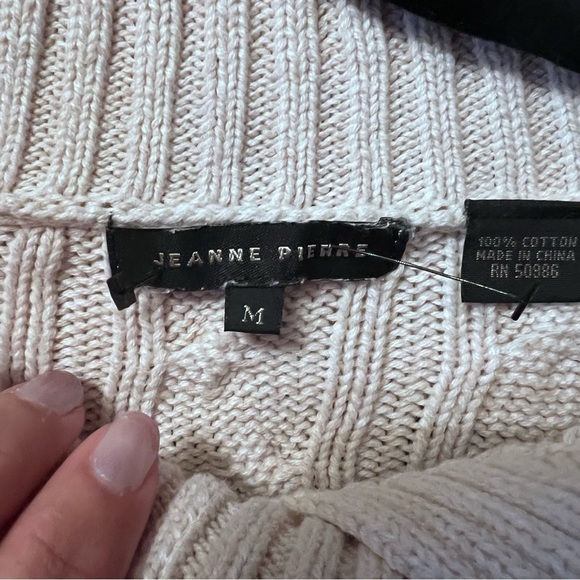 JEANNE PIERRE
M
100% COTTON
MADE IN CHINA
RN 50986